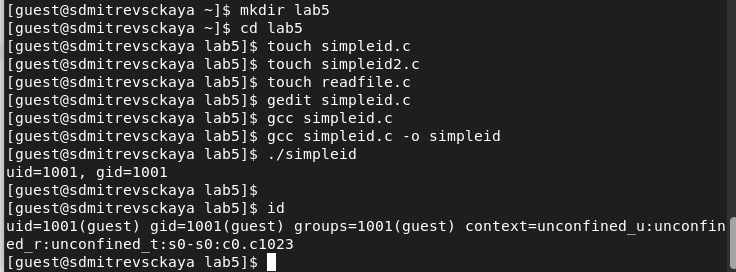 [guest@sdmitrevsckaya ~]$ mkdir lab5
[guest@sdmitrevsckaya ~]$ cd lab5
[guest@sdmitrevsckaya lab5]$ touch simpleid.c
[guest@sdmitrevsckaya lab5]$ touch simpleid2.c
[guest@sdmitrevsckaya lab5]$ touch readfile.c
[guest@sdmitrevsckaya lab5]$ gedit simpleid.c
[guest@sdmitrevsckaya lab5]$ gcc simpleid.c
[guest@sdmitrevsckaya lab5]$ gcc simpleid.c -o simpleid
[guest@sdmitrevsckaya lab5]$ ./simpleid
uid=1001, gid=1001
[guest@sdmitrevsckaya lab5]$
[guest@sdmitrevsckaya lab5]$ id
uid=1001(guest) gid=1001(guest) groups=1001(guest) context=unconfined_u:unconfin
ed_r:unconfined_t:s0-s0:c0.c1023
[guest@sdmitrevsckaya lab5]$